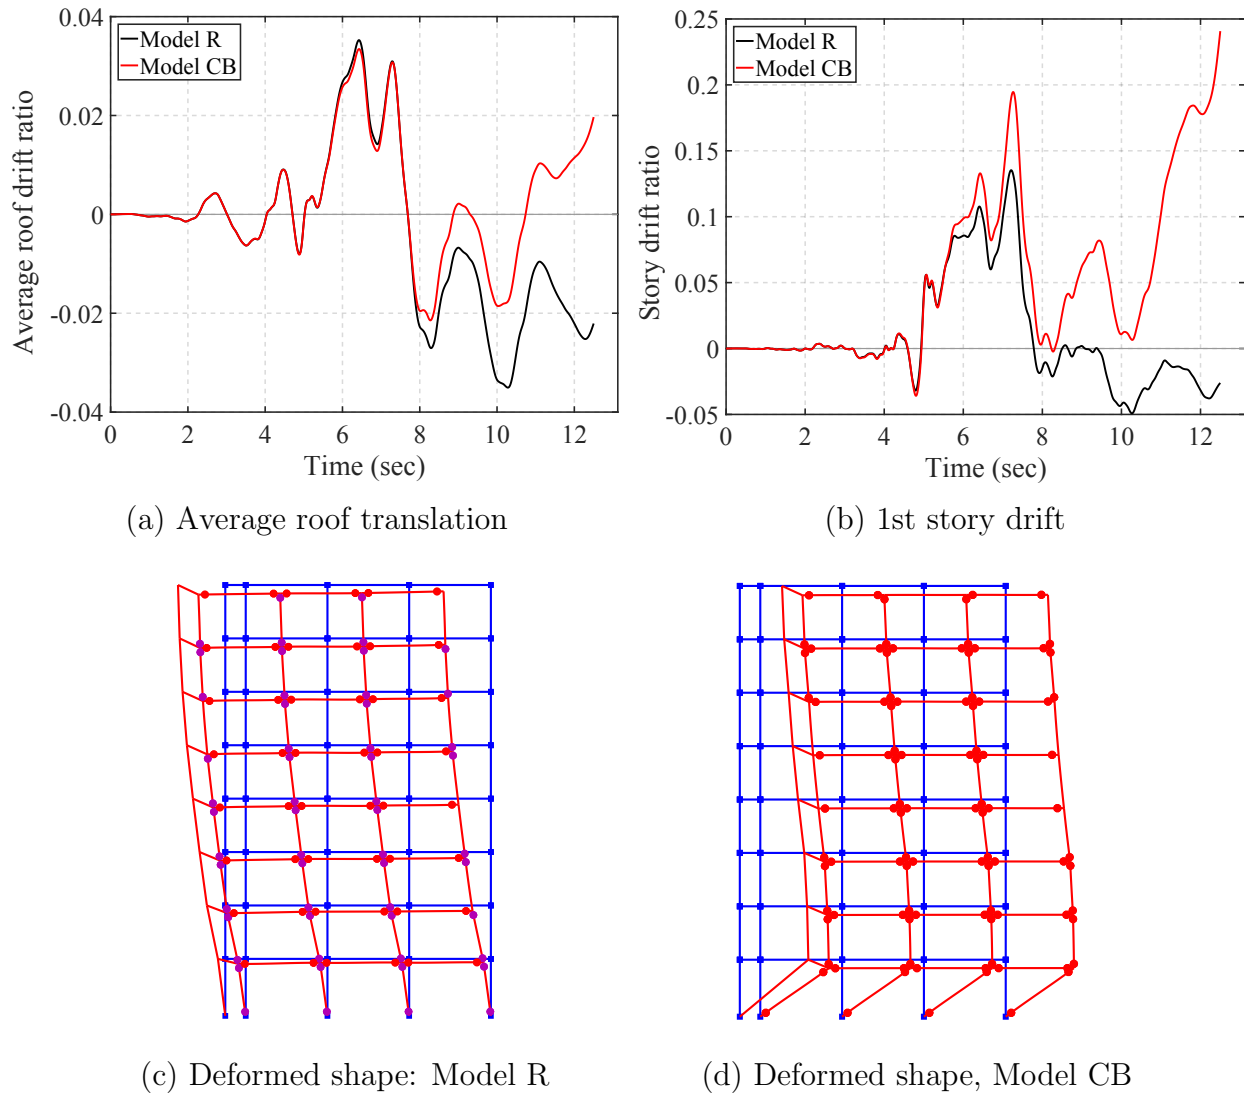 0.04
0.02
0
-0.02
-0.04
Average roof drift ratio
Model R
Model CB
0 2 4 6 8 10 12
Time (sec)
(a) Average roof translation
0.25
0.2
0.15
0.1
0.05
0
-0.05
Story drift ratio
Model R
Model CB
0 2 4 6 8 10 12
Time (sec)
(b) 1st story drift
(c) Deformed shape: Model R
(d) Deformed shape, Model CB